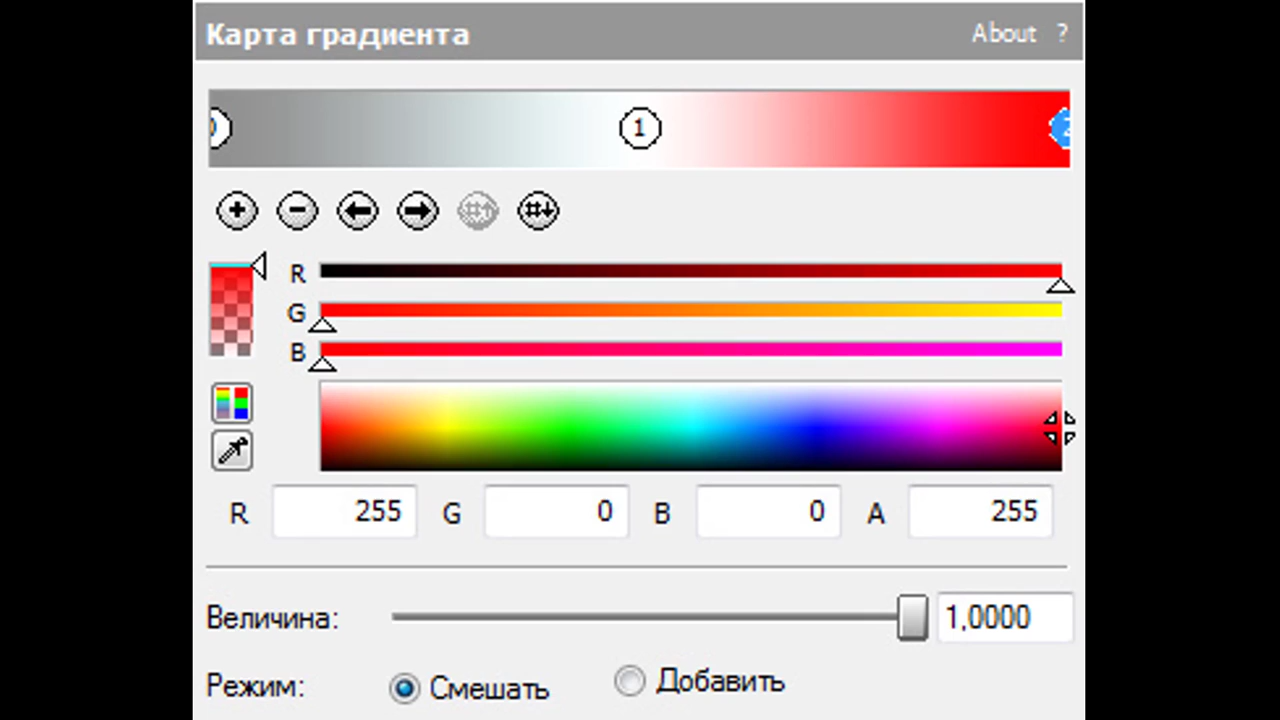 Карта градиента About ?
1
R
G
B
R 255 G 0 B 0 A 255
Величина: 1,0000
Режим: Смешать Добавить